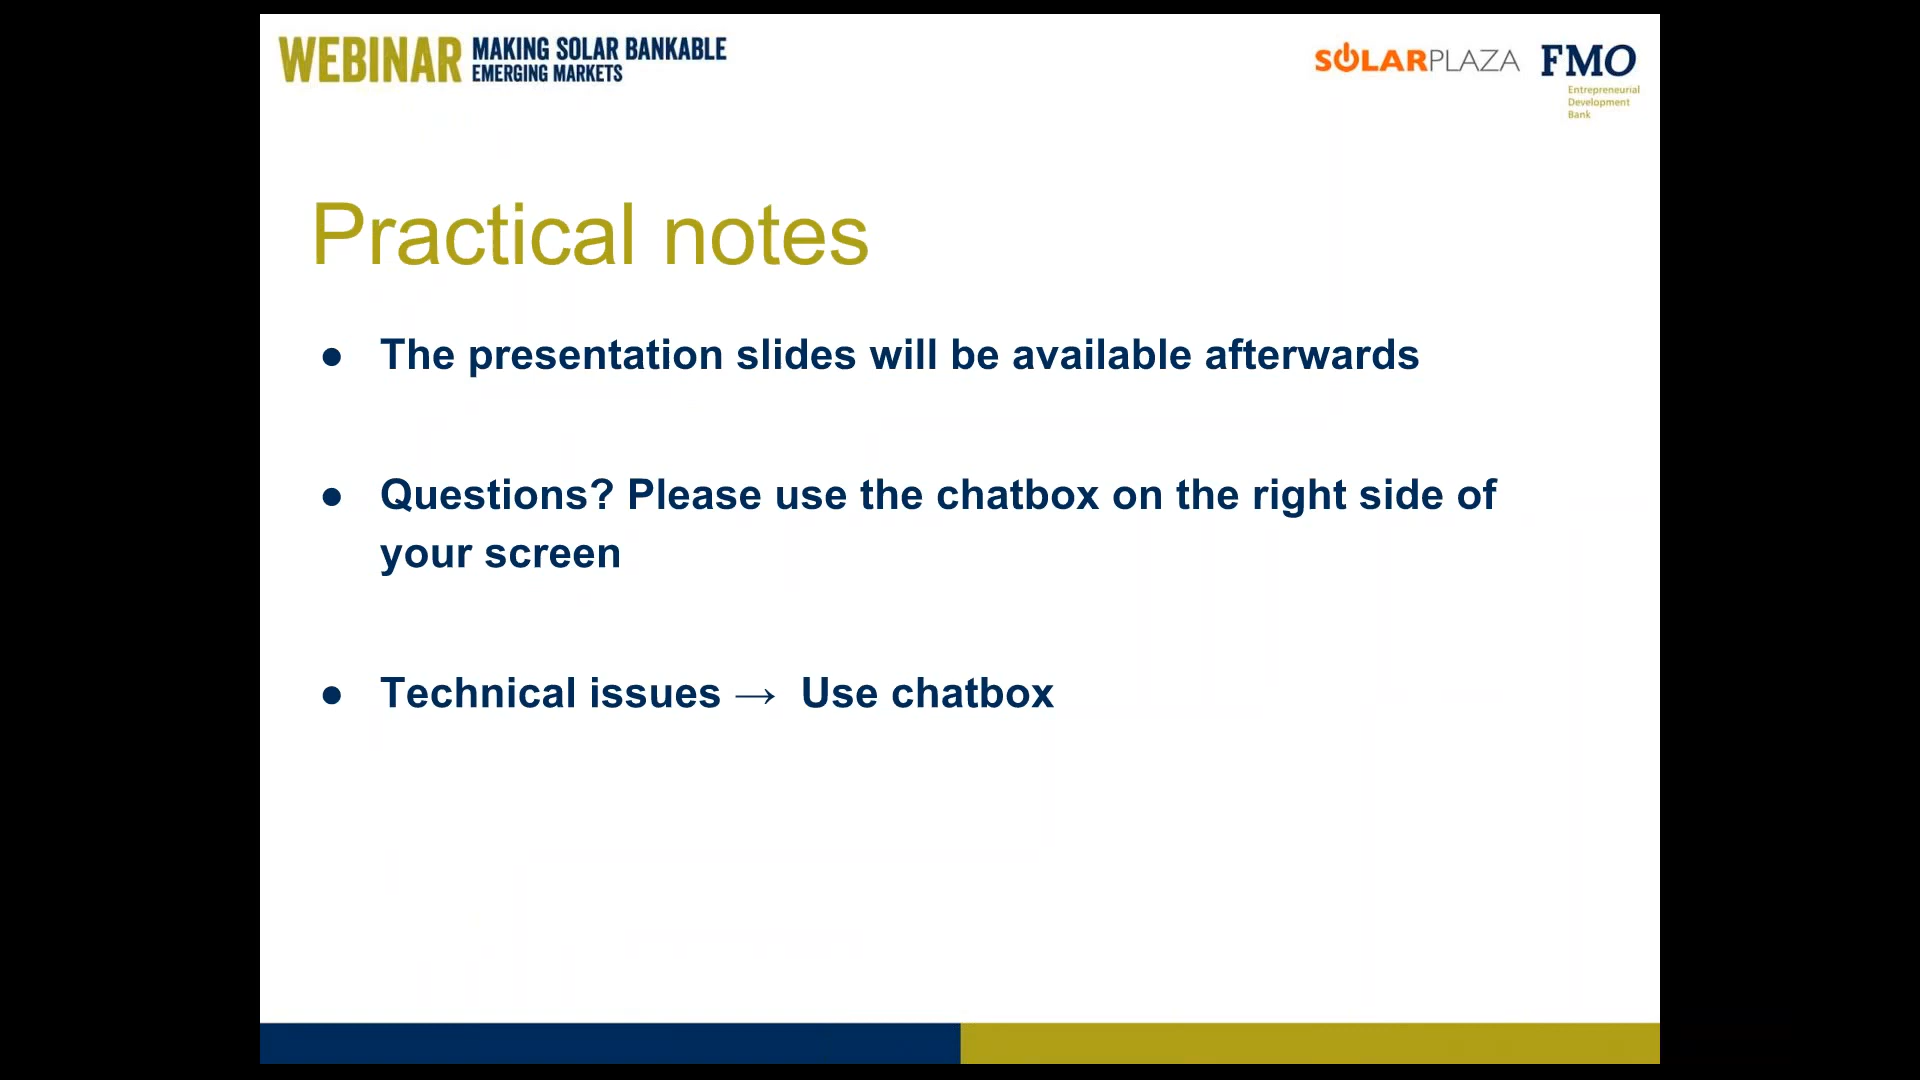 WEBINAR MAKING SOLAR BANKABLE
EMERGING MARKETS
SOLARPLAZA FMO
Entrepreneurial
Development
Bank
Practical notes
● The presentation slides will be available afterwards
● Questions? Please use the chatbox on the right side of
your screen
● Technical issues → Use chatbox